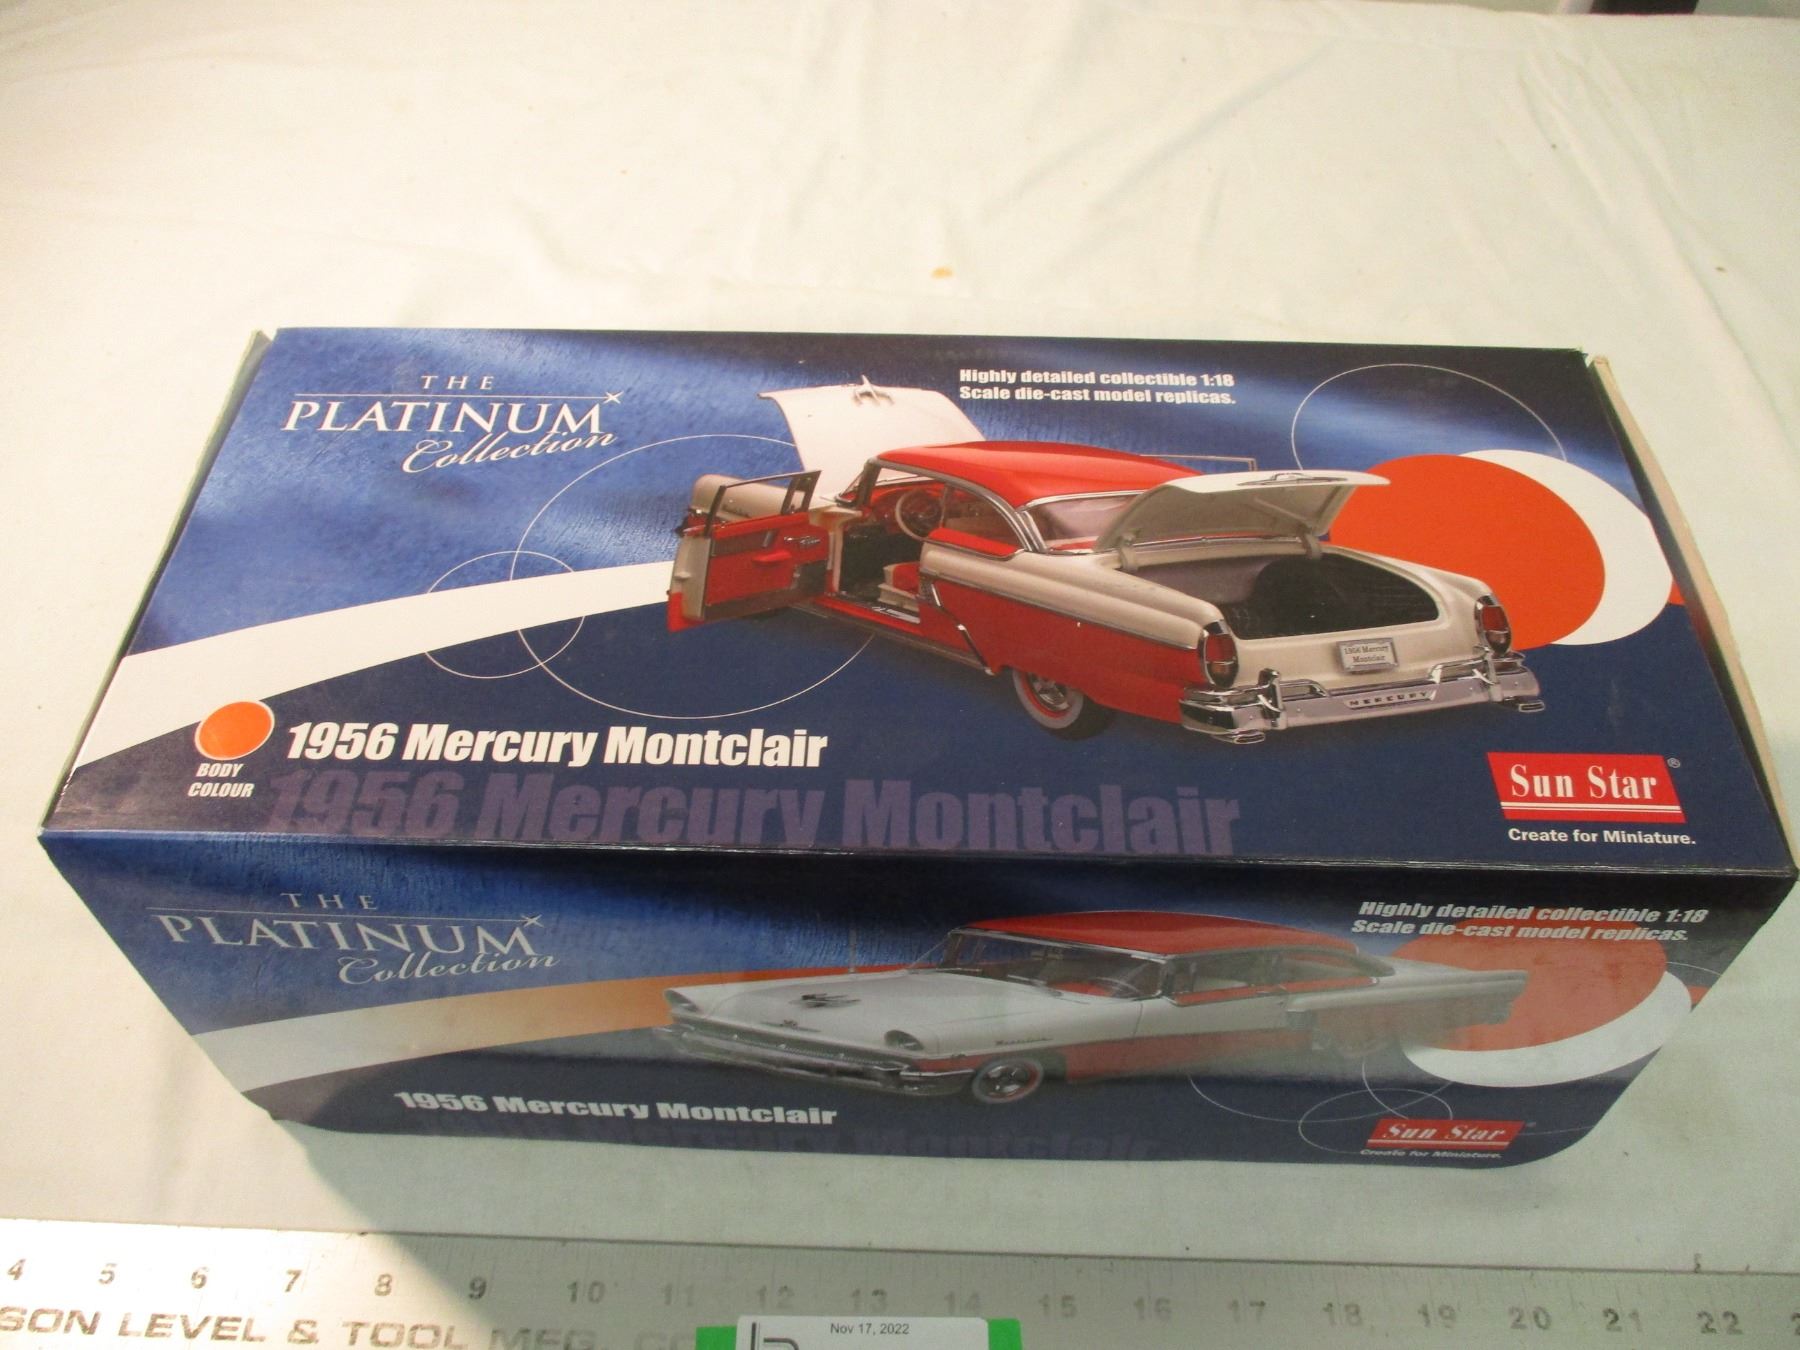 THE
PLATINUM
Collection
Highly detailed collectible 1:18
Scale die-cast model replicas.
1956 Mercury
Montclair
MERCURY
BODY
COLOUR
1956 Mercury Montclair
1956 Mercury Montclair
Sun Star®
Create for Miniature.
THE
PLATINUM
Collection
Highly detailed collectible 1:18
Scale die-cast model replicas.
Montclair
1956 Mercury Montclair
Sun Star
Create for Miniature.
4 5 6 7 8 9 10 11 12 13 14 15 16 17 18 19 20 21 22
SON LEVEL & TOOL MFG. CO
Nov 17, 2022